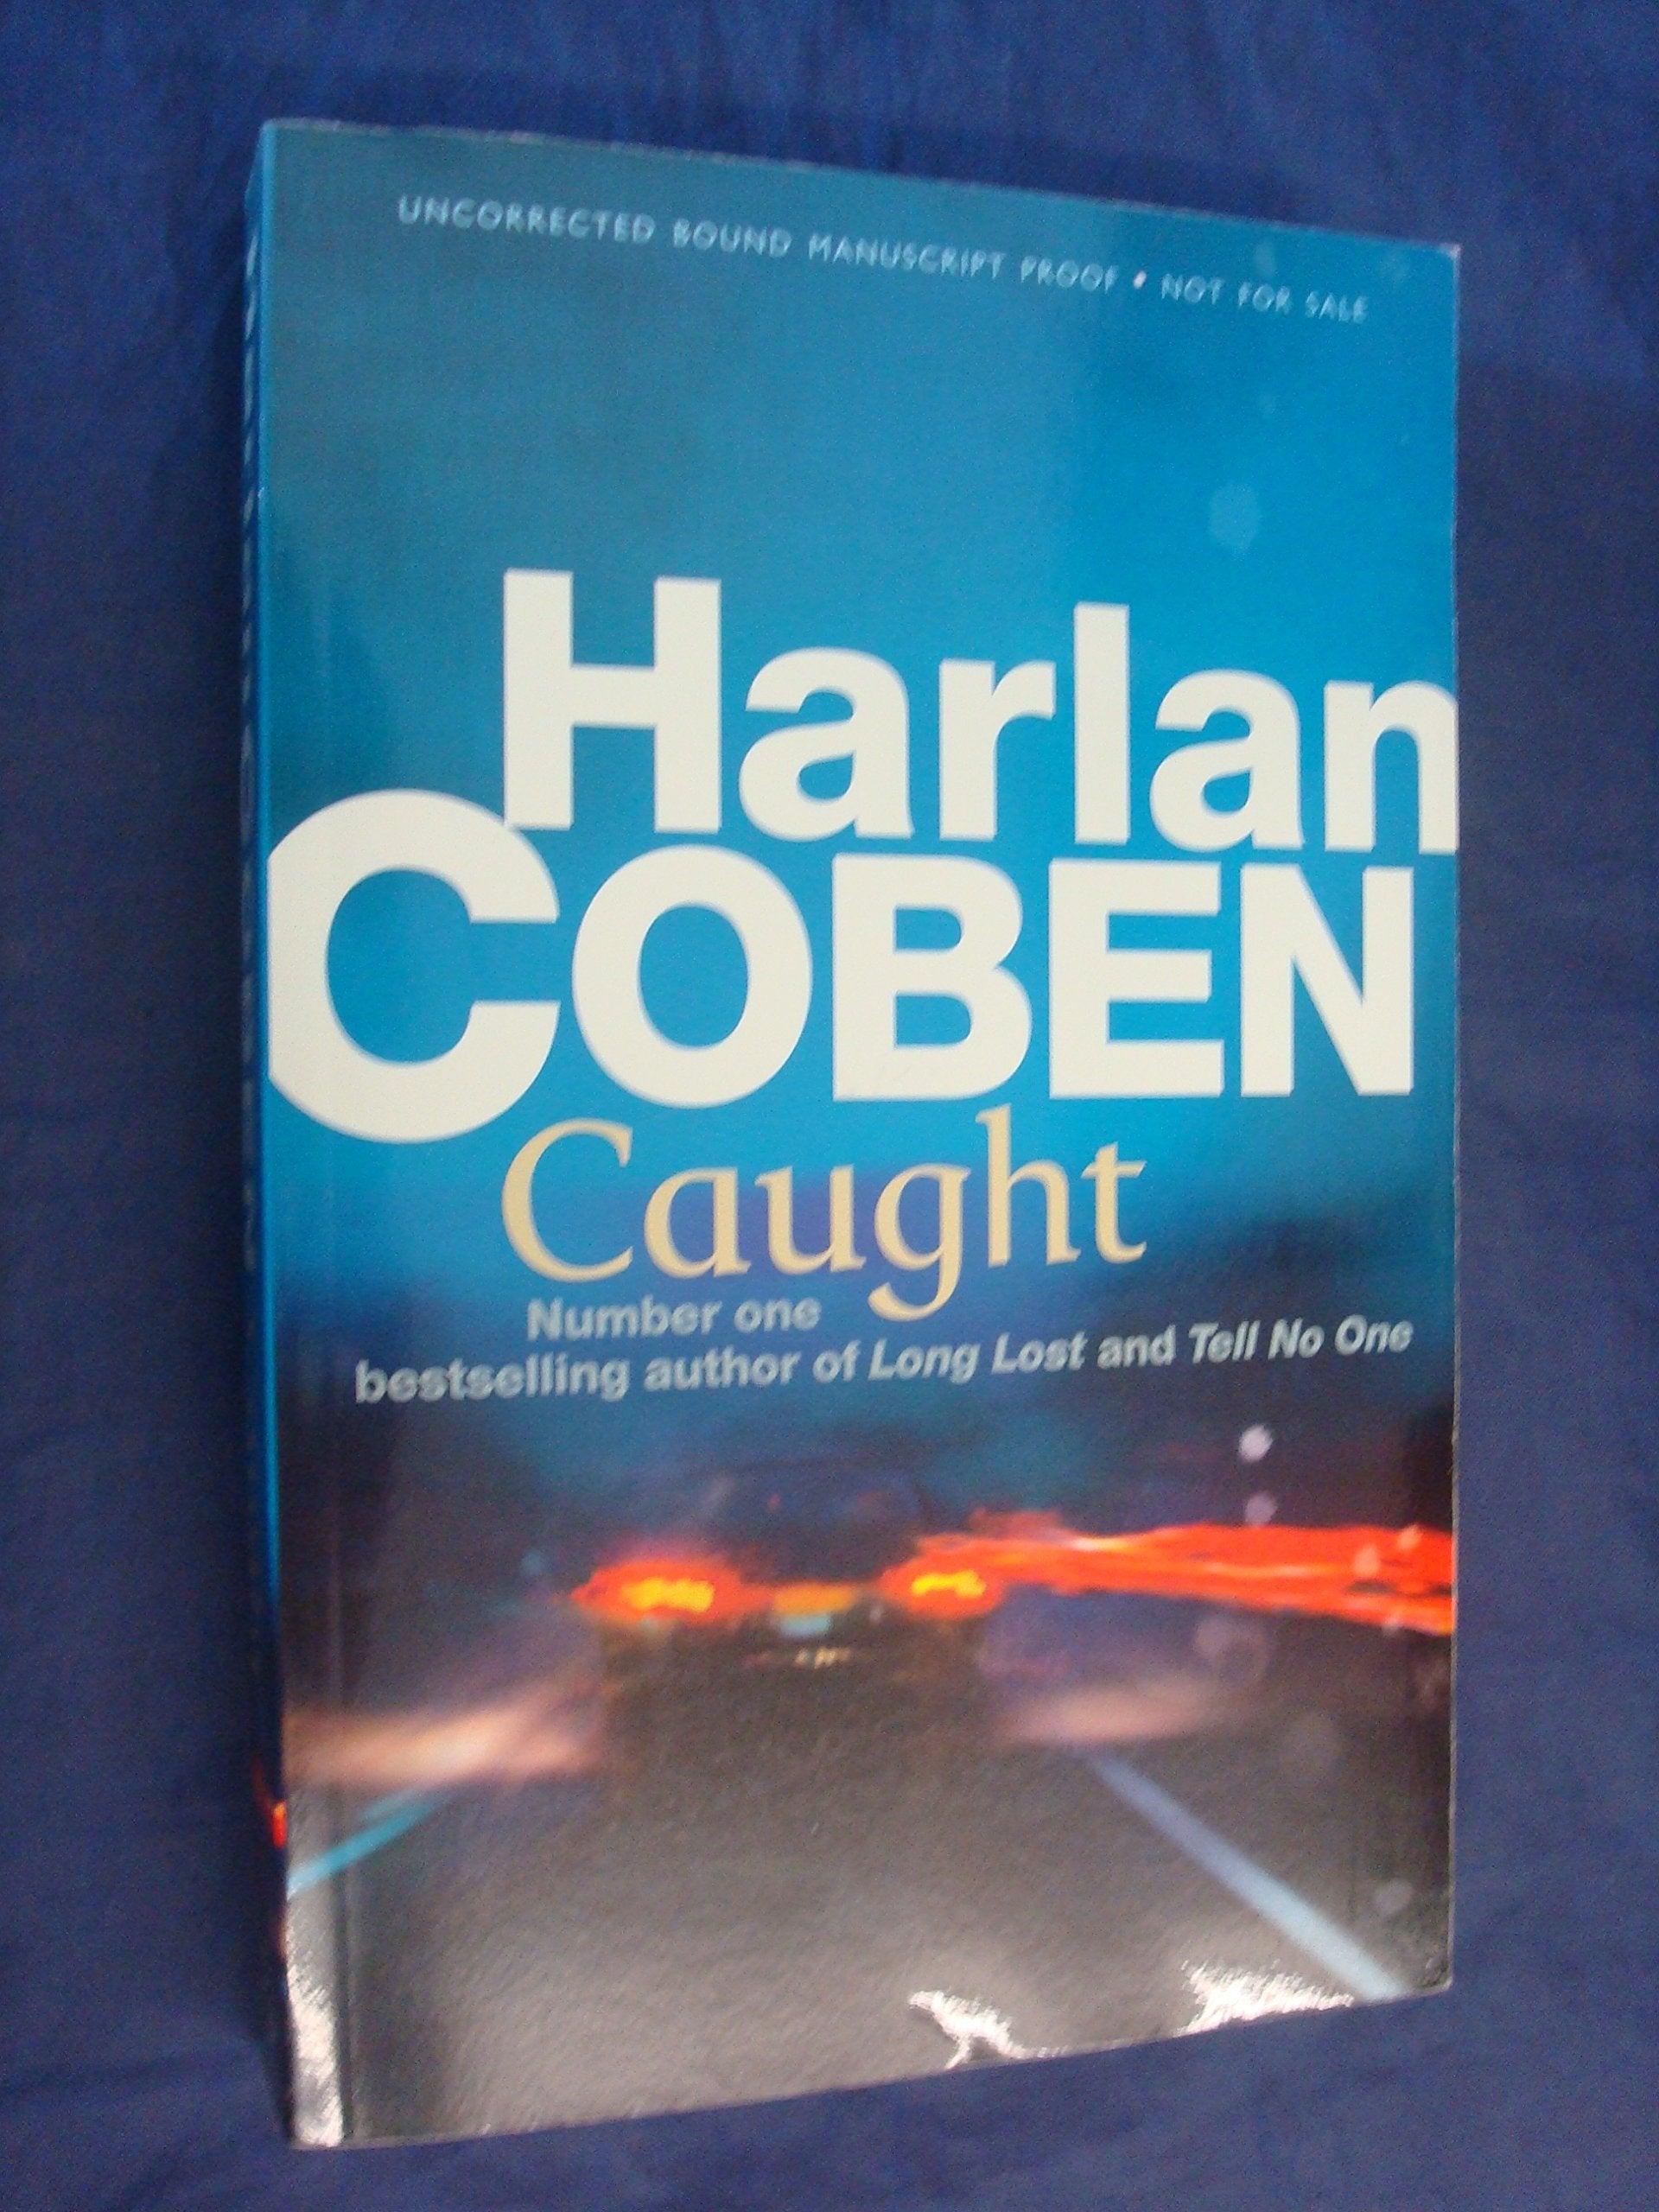 UNCORRECTED BOUND MANUSCRIPT PROOF • NOT FOR SALE
Harlan
COBEN
Caught
Number one
bestselling author of Long Lost and Tell No One